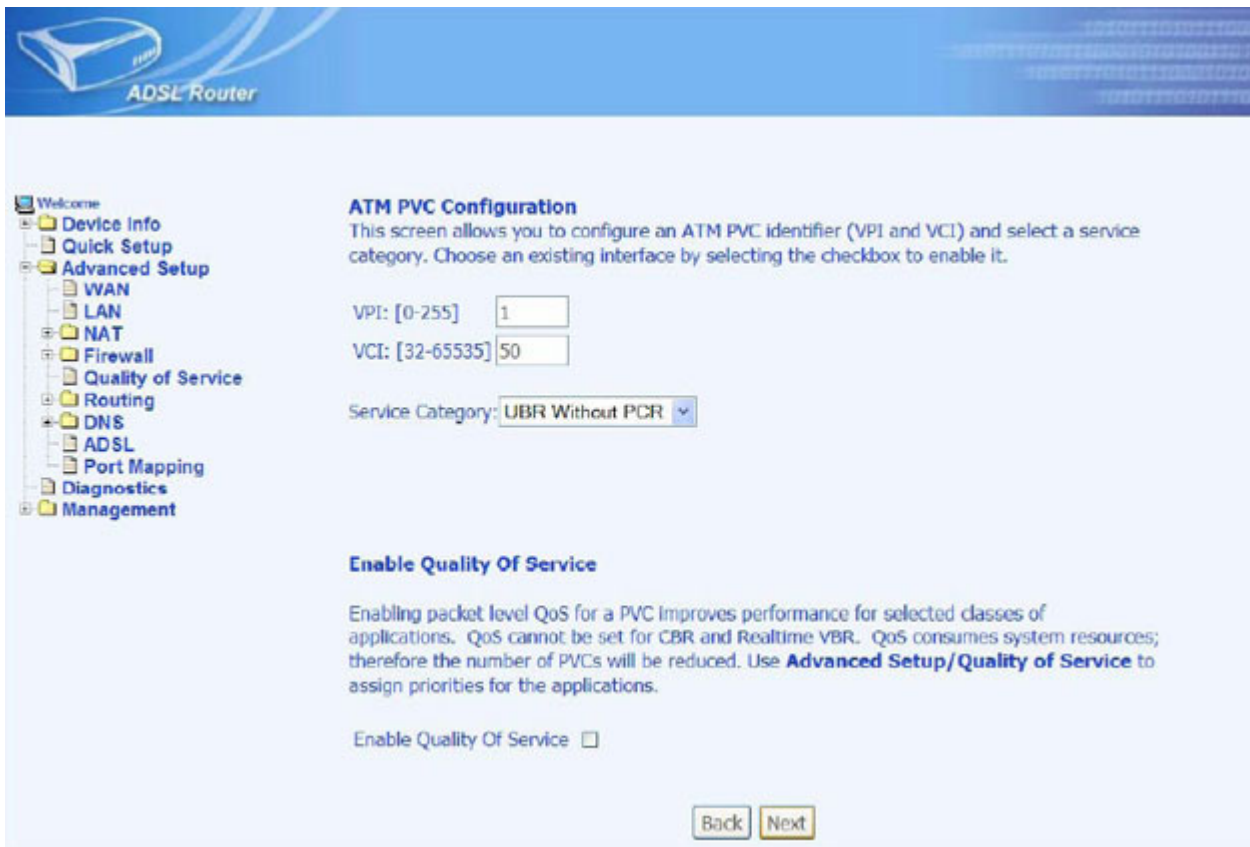 ADSL Router
Welcome
Device Info
Quick Setup
Advanced Setup
WAN
LAN
NAT
Firewall
Quality of Service
Routing
DNS
ADSL
Port Mapping
Diagnostics
Management
ATM PVC Configuration
This screen allows you to configure an ATM PVC identifier (VPI and VCI) and select a service
category. Choose an existing interface by selecting the checkbox to enable it.
VPI: [0-255] 1
VCI: [32-65535] 50
Service Category: UBR Without PCR
Enable Quality Of Service
Enabling packet level QoS for a PVC improves performance for selected classes of
applications. QoS cannot be set for CBR and Realtime VBR. QoS consumes system resources;
therefore the number of PVCs will be reduced. Use Advanced Setup/Quality of Service to
assign priorities for the applications.
Enable Quality Of Service
Back Next